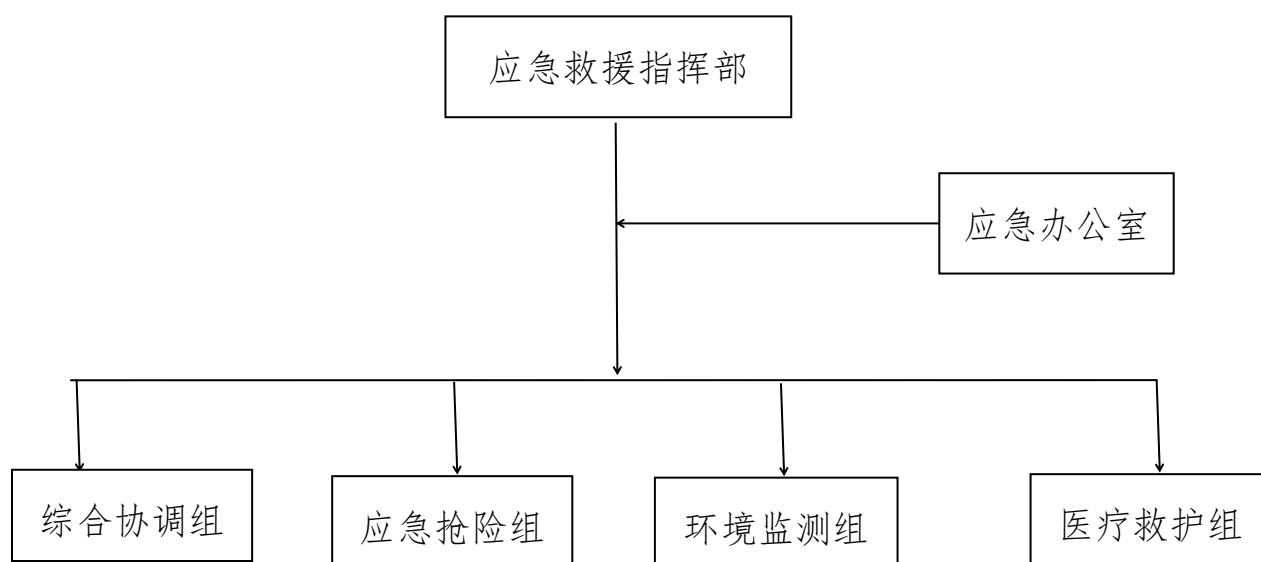 应急救援指挥部
应急办公室
综合协调组
应急抢险组
环境监测组
医疗救护组